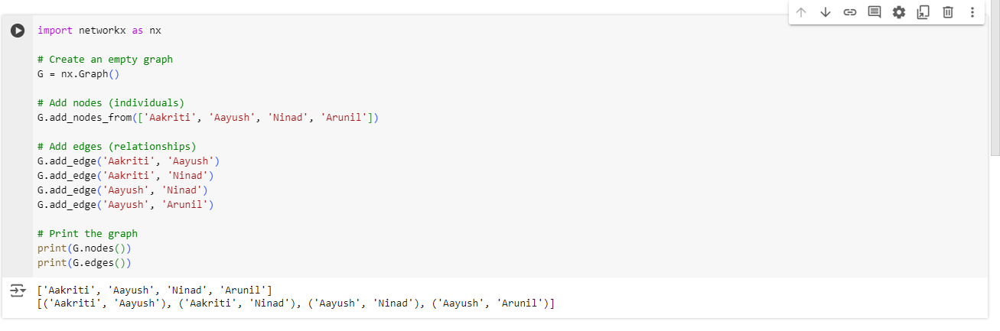 import networkx as nx

# Create an empty graph
G = nx.Graph()

# Add nodes (individuals)
G.add_nodes_from(['Aakriti', 'Aayush', 'Ninad', 'Arunil'])

# Add edges (relationships)
G.add_edge('Aakriti', 'Aayush')
G.add_edge('Aakriti', 'Ninad')
G.add_edge('Aayush', 'Ninad')
G.add_edge('Aayush', 'Arunil')

# Print the graph
print(G.nodes())
print(G.edges())
['Aakriti', 'Aayush', 'Ninad', 'Arunil']
[('Aakriti', 'Aayush'), ('Aakriti', 'Ninad'), ('Aayush', 'Ninad'), ('Aayush', 'Arunil')]